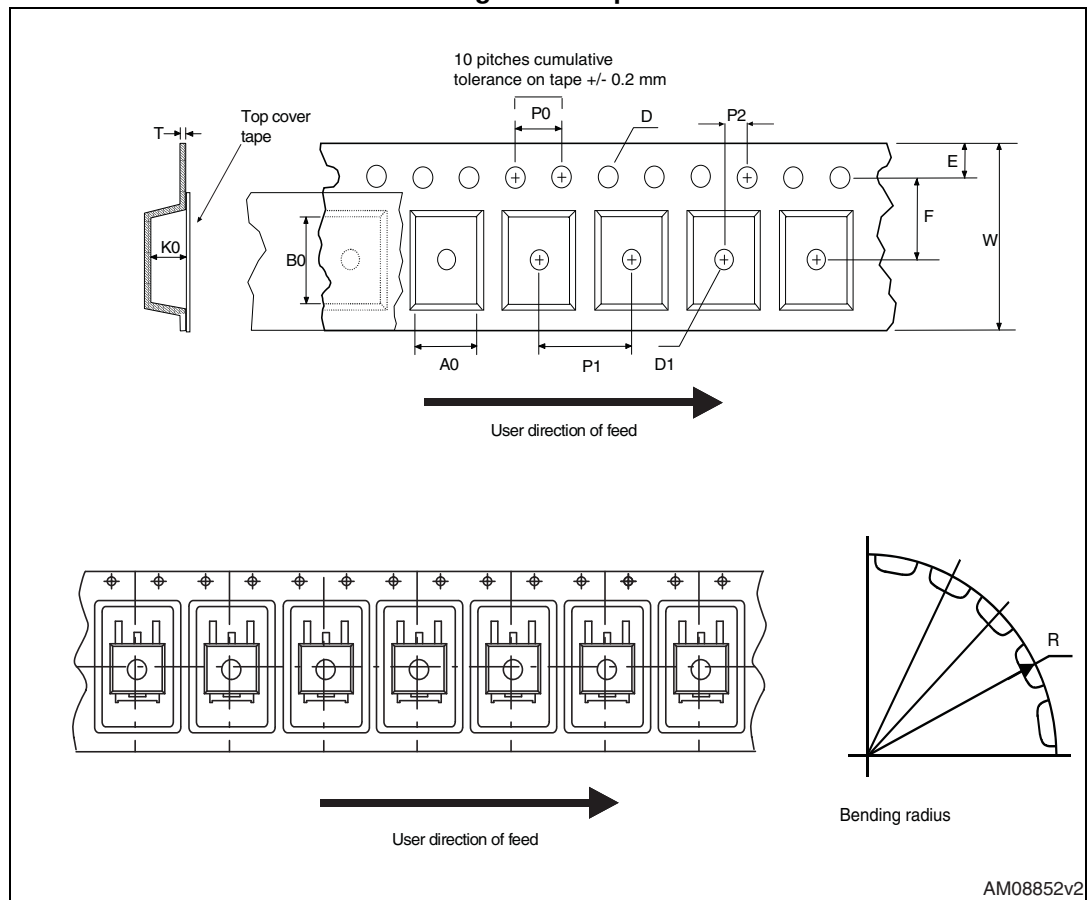 10 pitches cumulative
tolerance on tape +/- 0.2 mm
P0
D
P2
T
Top cover
tape
E
F
W
K0
B0
A0
P1
D1
User direction of feed
R
Bending radius
User direction of feed
AM08852v2